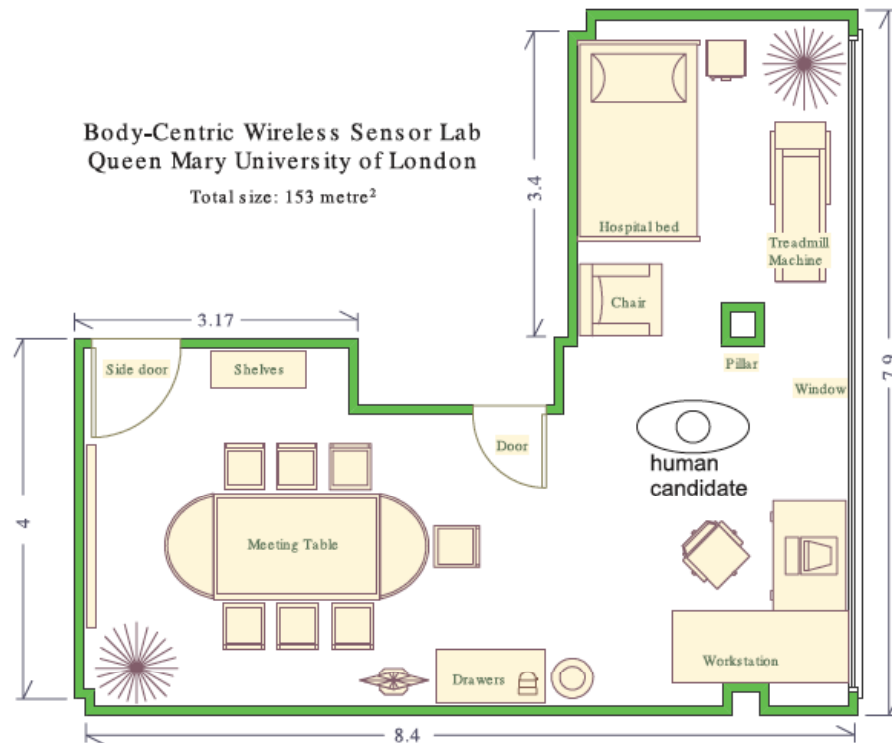 Body-Centric Wireless Sensor Lab
Queen Mary University of London
Total size: 153 metre²
3.4
Hospital bed
Treadmill
Machine
Chair
3.17
Side door
Shelves
Pillar
7.9
Window
Door
human
candidate
4
Meeting Table
Drawers
Workstation
8.4